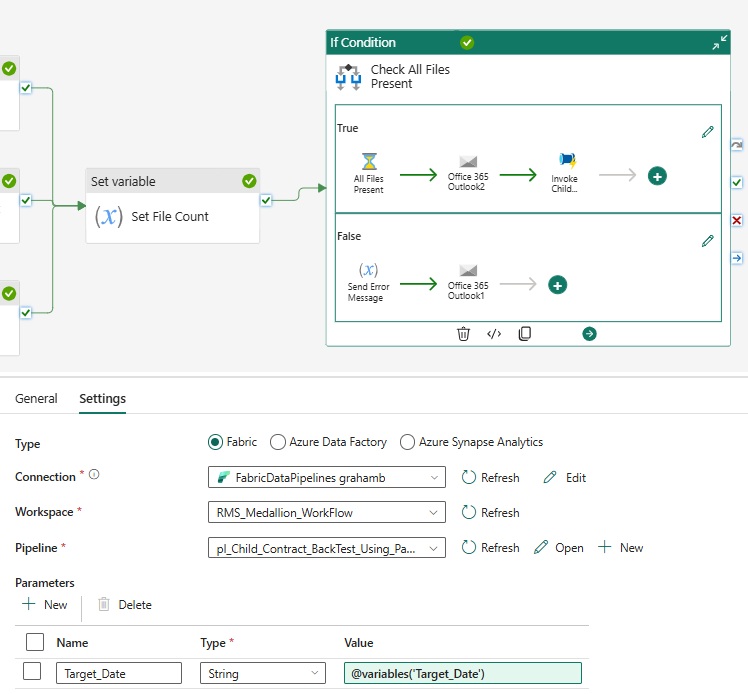 If Condition
Check All Files
Present
True
All Files
Present
Office 365
Outlook2
Invoke
Child...
Set variable
(x) Set File Count
False
(x)
Send Error
Message
Office 365
Outlook1
General Settings
Type Fabric Azure Data Factory Azure Synapse Analytics
Connection * FabricDataPipelines grahamb Refresh Edit
Workspace * RMS_Medallion_WorkFlow Refresh
Pipeline * pl_Child_Contract_BackTest_Using_Pa... Refresh Open New
Parameters
New Delete
Name Type * Value
Target_Date String @variables('Target_Date')